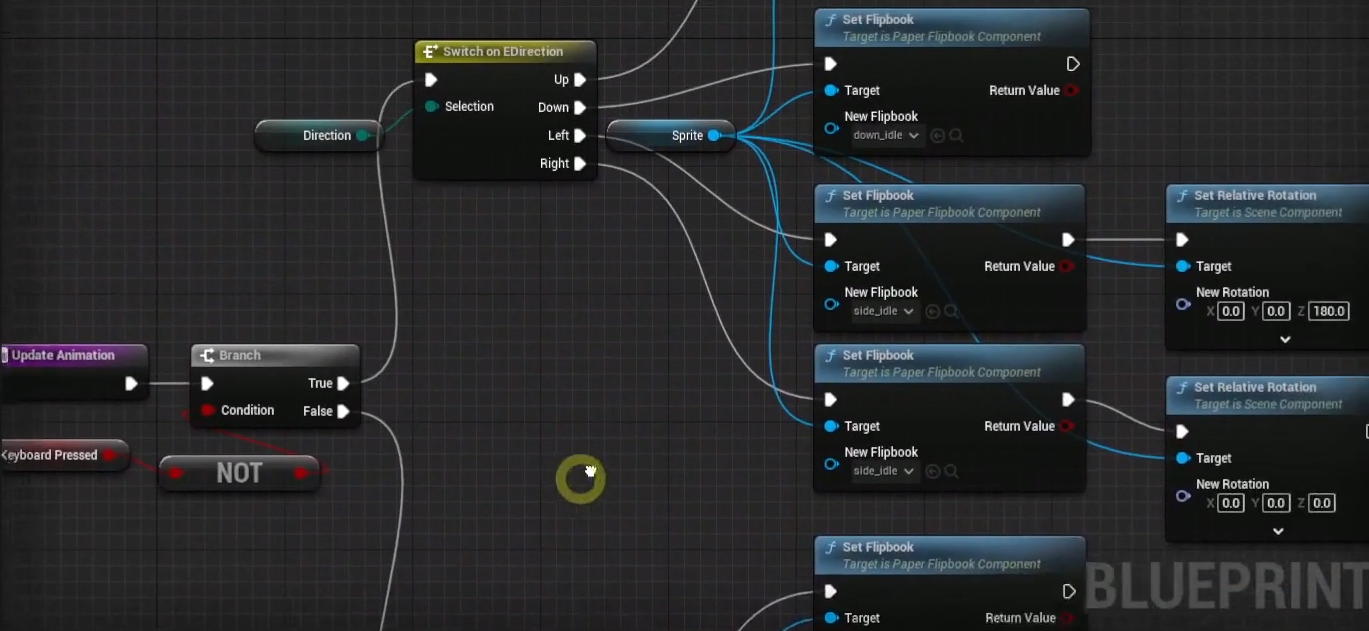 Set Flipbook
Target is Paper Flipbook Component
Target
Return Value
New Flipbook
down_idle
Switch on EDirection
Up
Selection
Down
Left
Right
Direction
Sprite
Set Flipbook
Target is Paper Flipbook Component
Target
Return Value
New Flipbook
side_idle
Set Relative Rotation
Target is Scene Component
Target
New Rotation
X 0.0 Y 0.0 Z 180.0
Update Animation
Branch
True
Condition
False
Keyboard Pressed
NOT
Set Flipbook
Target is Paper Flipbook Component
Target
Return Value
New Flipbook
side_idle
Set Relative Rotation
Target is Scene Component
Target
New Rotation
X 0.0 Y 0.0 Z 0.0
Set Flipbook
Target is Paper Flipbook Component
Target
Return Value
BLUEPRINT